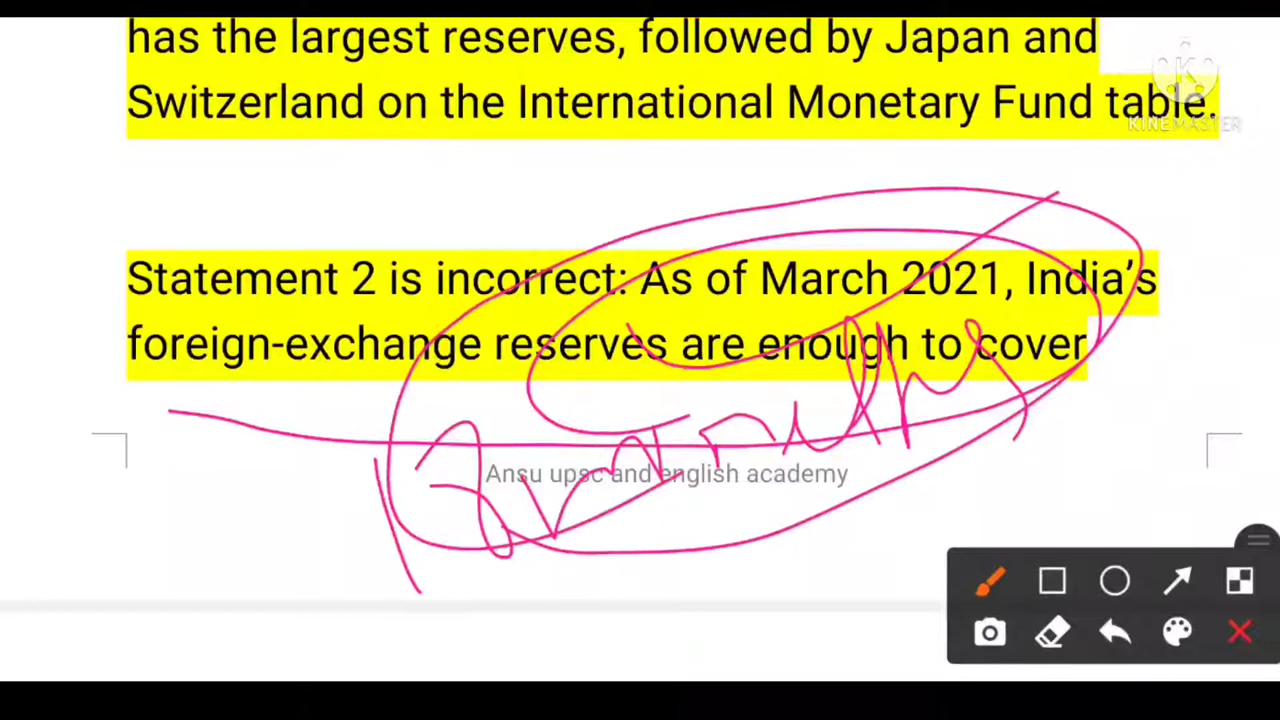 has the largest reserves, followed by Japan and
K
Switzerland on the International Monetary Fund table.
KINEMASTER
Statement 2 is incorrect: As of March 2021, India’s
foreign-exchange reserves are enough to cover
Ansu upsc and english academy